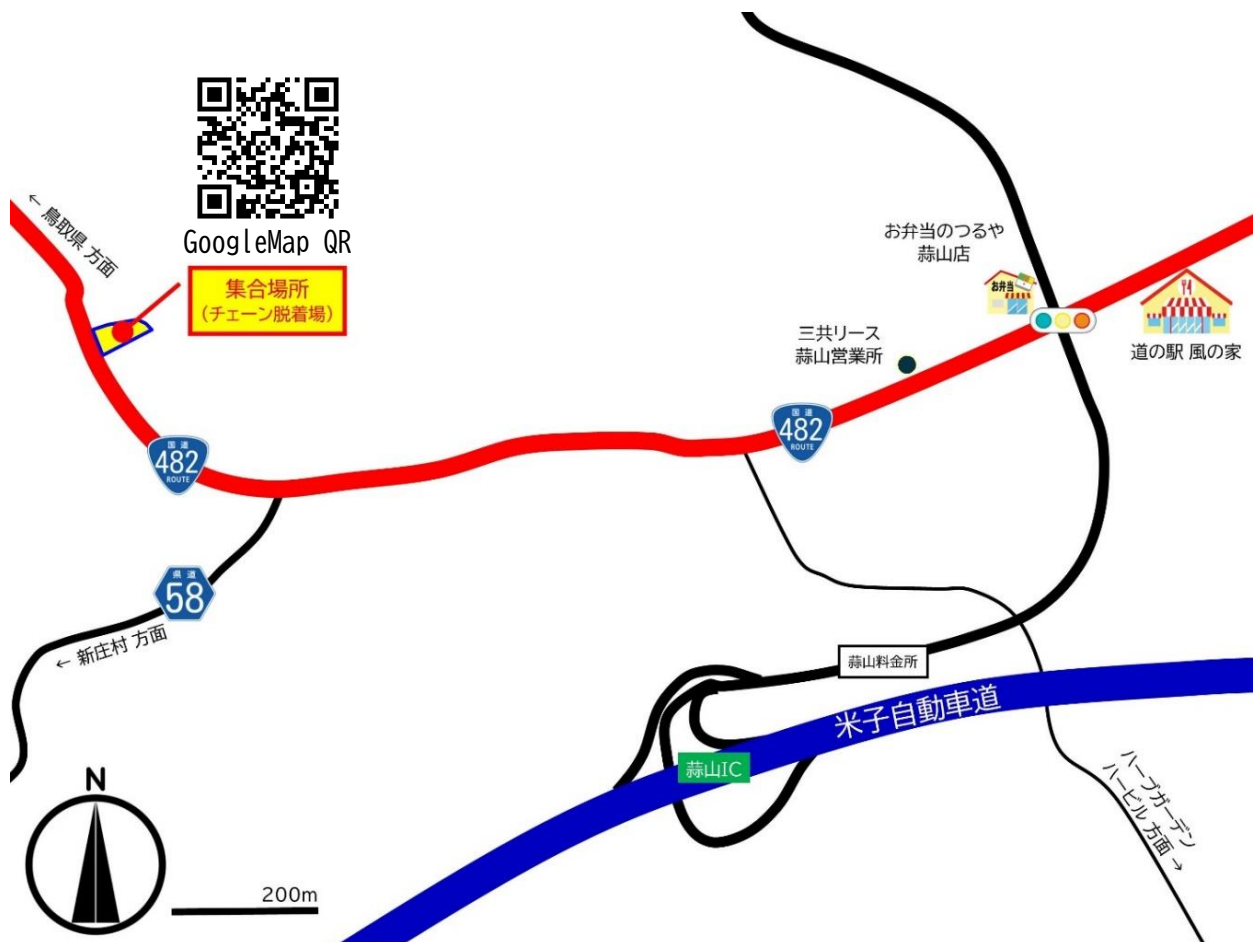 GoogleMap QR
← 鳥取県 方面
集合場所
（チェーン脱着場）
お弁当のつるや
蒜山店
お弁当
三共リース
蒜山営業所
道の駅 風の家
国道
482
ROUTE
国道
482
ROUTE
県道
58
← 新庄村 方面
蒜山料金所
米子自動車道
蒜山IC
ハーブガーデン
ハービル 方面 →
N
200m